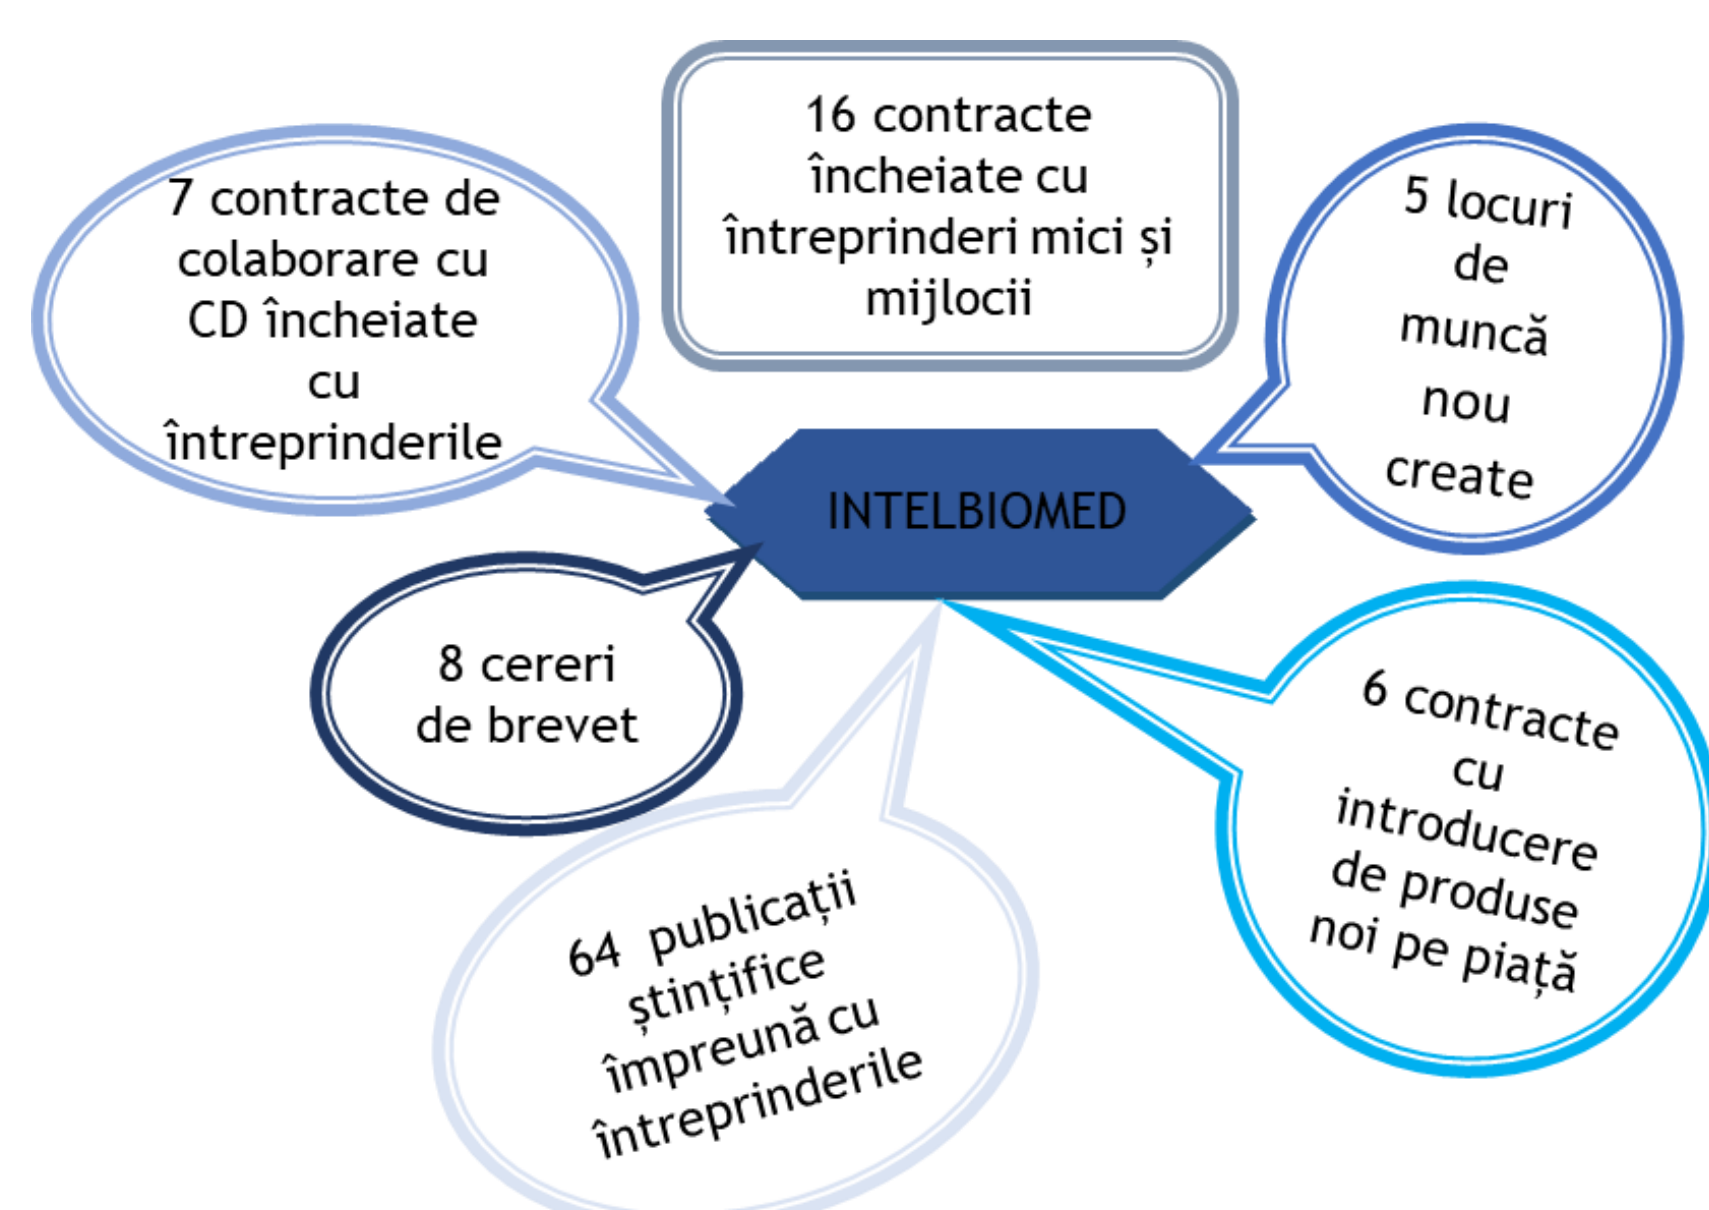 16 contracte
încheiate cu
întreprinderi mici și
mijlocii
7 contracte de
colaborare cu
CD încheiate
cu
întreprinderile
5 locuri
de
muncă
nou
create
INTELBIOMED
8 cereri
de brevet
6 contracte
cu
introducere
de produse
noi pe piață
64 publicații
ștințifice
împreună cu
întreprinderile